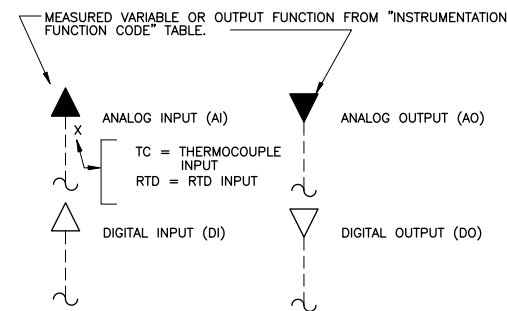 MEASURED VARIABLE OR OUTPUT FUNCTION FROM "INSTRUMENTATION
FUNCTION CODE" TABLE.
ANALOG INPUT (AI)
ANALOG OUTPUT (AO)
X
TC = THERMOCOUPLE
INPUT
RTD = RTD INPUT
DIGITAL INPUT (DI)
DIGITAL OUTPUT (DO)